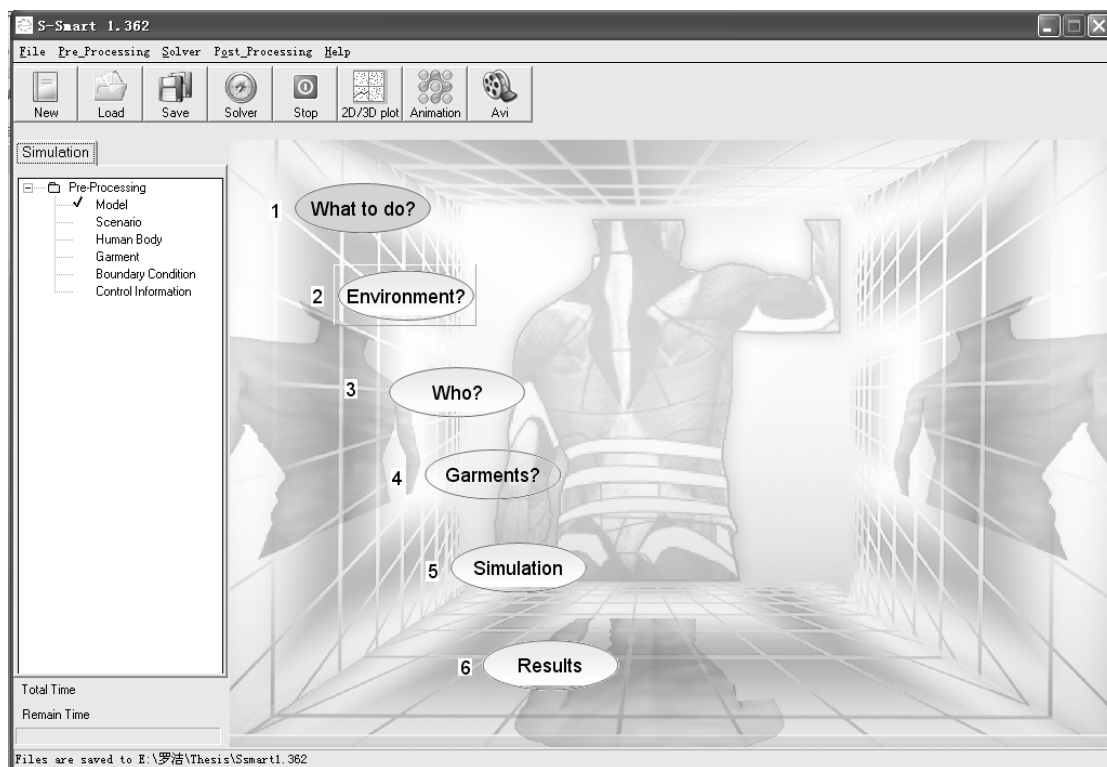 S-Smart 1.362
File Pre_Processing Solver Post_Processing Help
New Load Save Solver Stop 2D/3D plot Animation Avi
Simulation
Pre-Processing
Model
Scenario
Human Body
Garment
Boundary Condition
Control Information
1 What to do?
2 Environment?
3 Who?
4 Garments?
5 Simulation
6 Results
Total Time
Remain Time
Files are saved to E:\罗洁\Thesis\Ssmart1.362